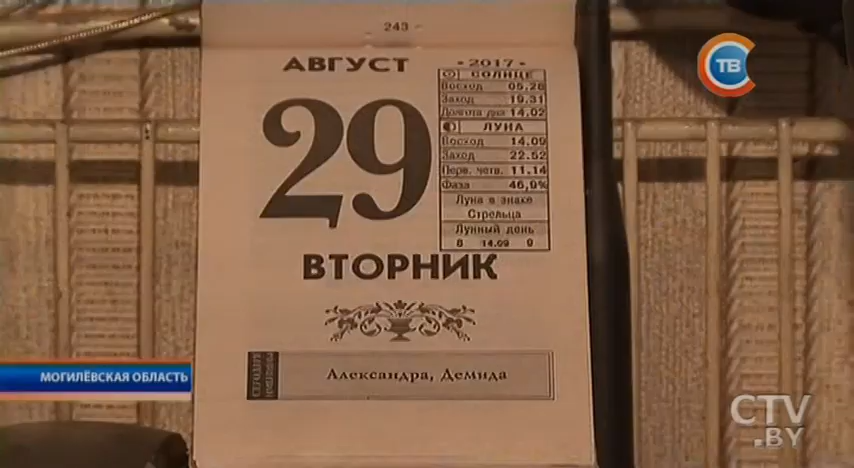 243
АВГУСТ
2017
СОЛНЦЕ
Восход 05.28
Заход 19.31
Долгота дня 14.02
29
ЛУНА
Восход 14.09
Заход 22.52
Перв. четв. 11.14
Фаза 46,9%
Луна в знаке
Стрельца
Лунный день
8 14.09 9
ВТОРНИК
Александра, Демида
СТВ
МОГИЛЁВСКАЯ ОБЛАСТЬ
CTV
.BY